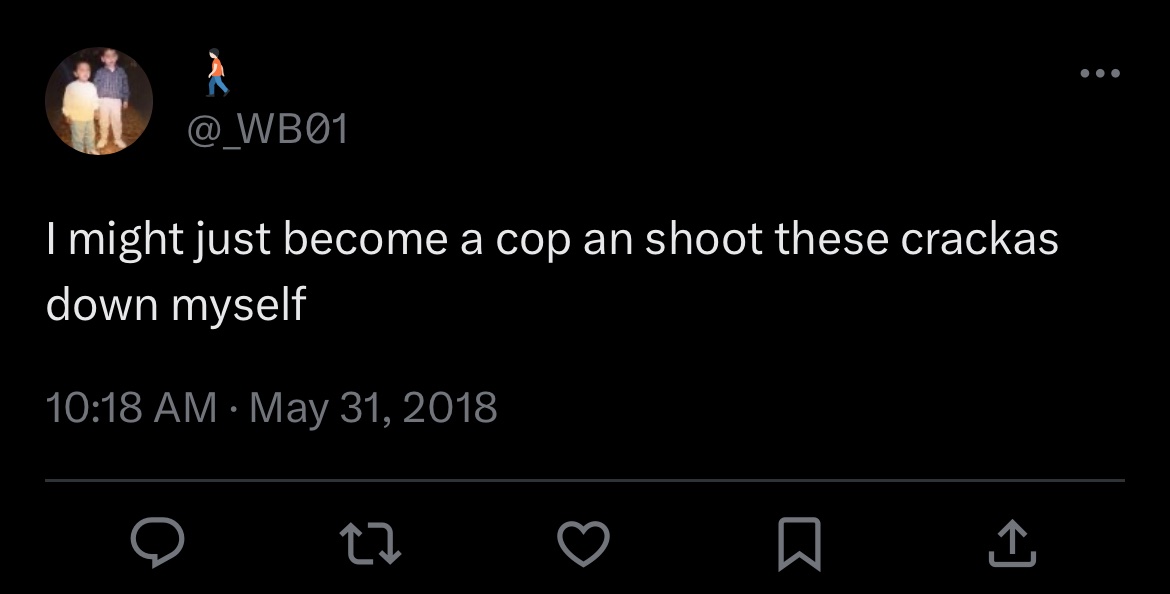 @_WB01
I might just become a cop an shoot these crackas
down myself
10:18 AM · May 31, 2018